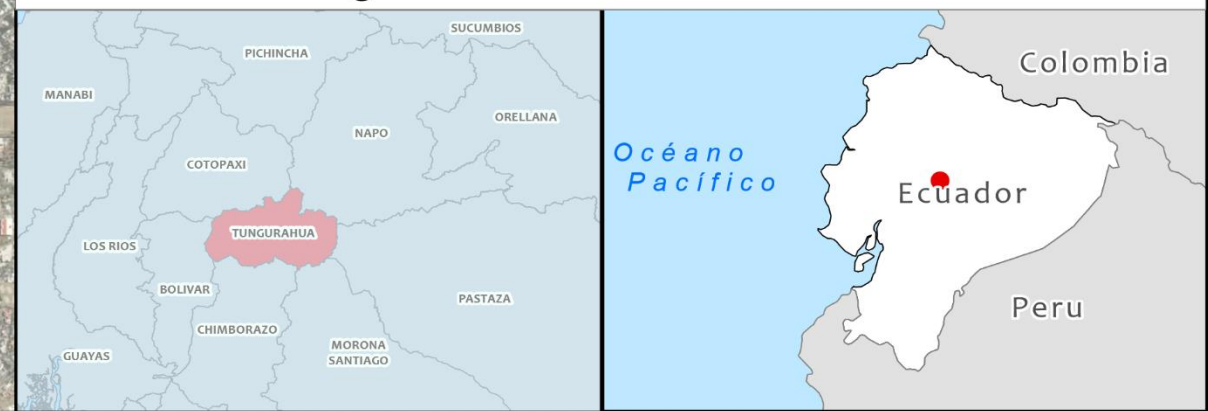 SUCUMBIOS
PICHINCHA
MANABI
ORELLANA
NAPO
COTOPAXI
TUNGURAHUA
LOS RIOS
BOLIVAR
PASTAZA
CHIMBORAZO
MORONA
SANTIAGO
GUAYAS
Colombia
Océano
Pacífico
Ecuador
Peru